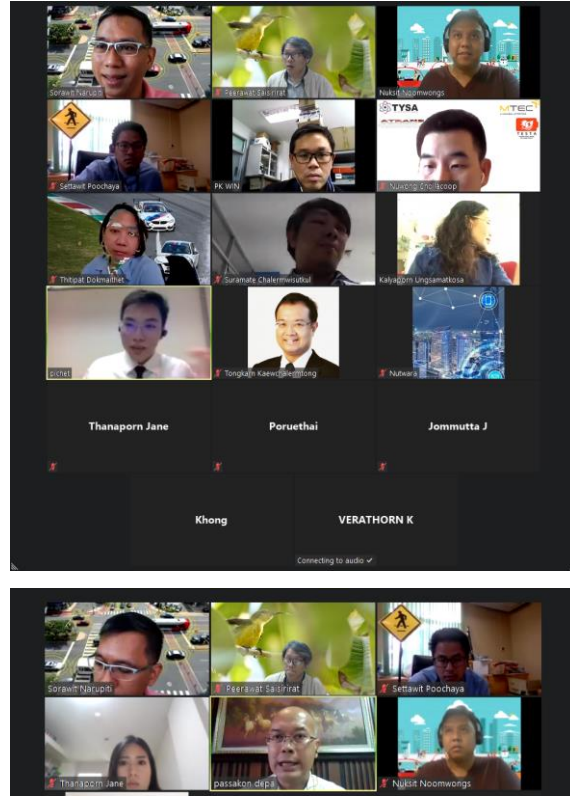 Sorawit Narupiti
Peerawat Saisirirat
Nuksit Noomwongs
Settawit Poochaya
PK WIN
TYSA
MTEC
Nuwong Chollacoop
Thitipat Dokmaithet
Suramate Chalermwisutkul
Kalyaporn Ungsamatkosa
pichet
Tongkarn Kaewchalermtong
Nutwara
Thanaporn Jane
Poruethai
Jommutta J
Khong
VERATHORN K
Connecting to audio ✓
Sorawit Narupiti
Peerawat Saisirirat
Settawit Poochaya
Thanaporn Jane
passakon depa
Nuksit Noomwongs